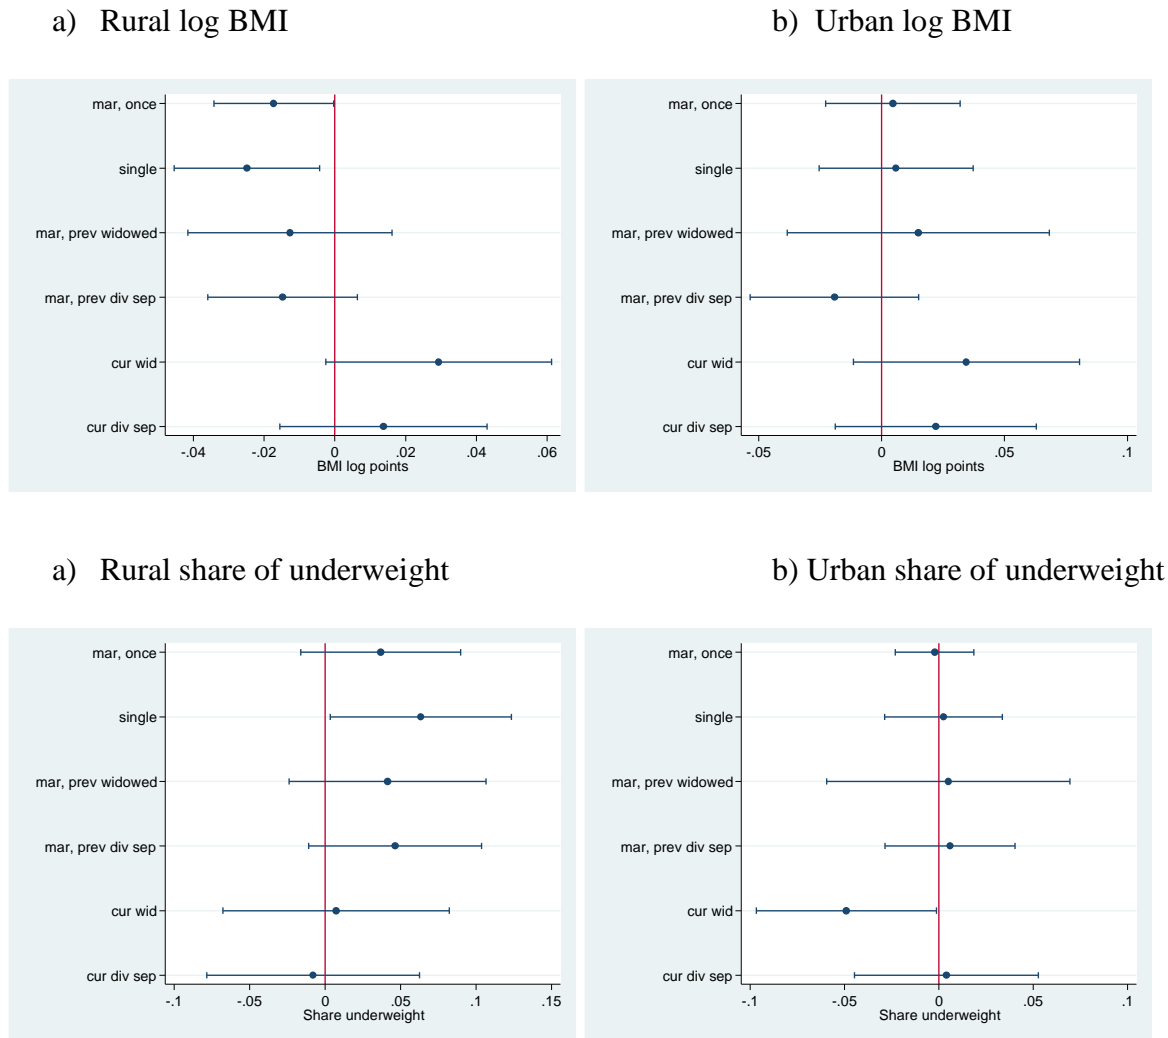 a) Rural log BMI
b) Urban log BMI
mar, once
single
mar, prev widowed
mar, prev div sep
cur wid
cur div sep
-.04 -.02 0 .02 .04 .06
BMI log points
mar, once
single
mar, prev widowed
mar, prev div sep
cur wid
cur div sep
-.05 0 .05 .1
BMI log points
a) Rural share of underweight
b) Urban share of underweight
mar, once
single
mar, prev widowed
mar, prev div sep
cur wid
cur div sep
-.1 -.05 0 .05 .1 .15
Share underweight
mar, once
single
mar, prev widowed
mar, prev div sep
cur wid
cur div sep
-.1 -.05 0 .05 .1
Share underweight